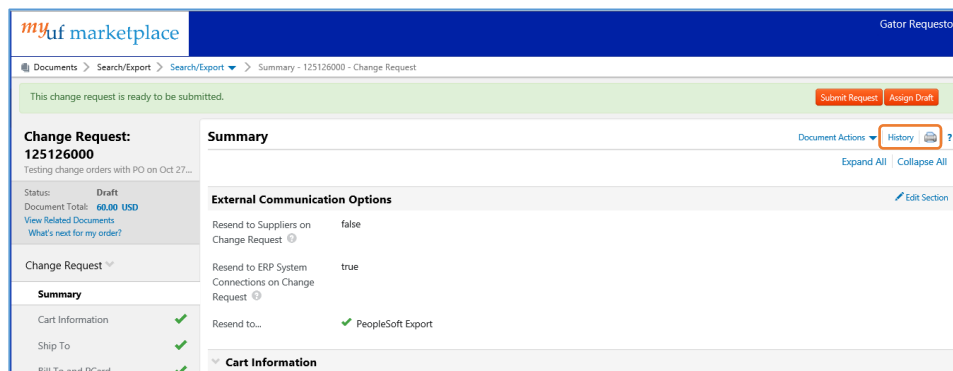 myuf marketplace
Gator Requesto
Documents > Search/Export > Search/Export > Summary - 125126000 - Change Request
This change request is ready to be submitted.
Submit Request Assign Draft
Change Request:
125126000
Testing change orders with PO on Oct 27...
Status: Draft
Document Total: 60.00 USD
View Related Documents
What's next for my order?
Change Request
Summary
Cart Information
Ship To
Bill To and PCard
Summary
Document Actions History ?
Expand All | Collapse All
External Communication Options
Edit Section
Resend to Suppliers on false
Change Request ?
Resend to ERP System true
Connections on Change
Request ?
Resend to... PeopleSoft Export
Cart Information